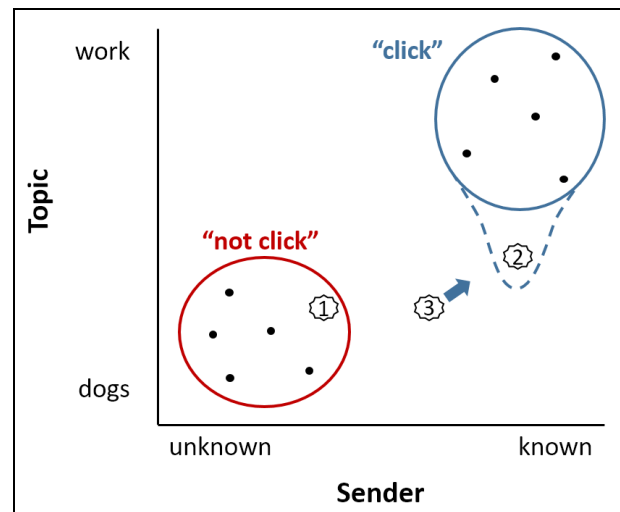 work
“click”
Topic
“not click”
2
1
3
dogs
unknown
known
Sender